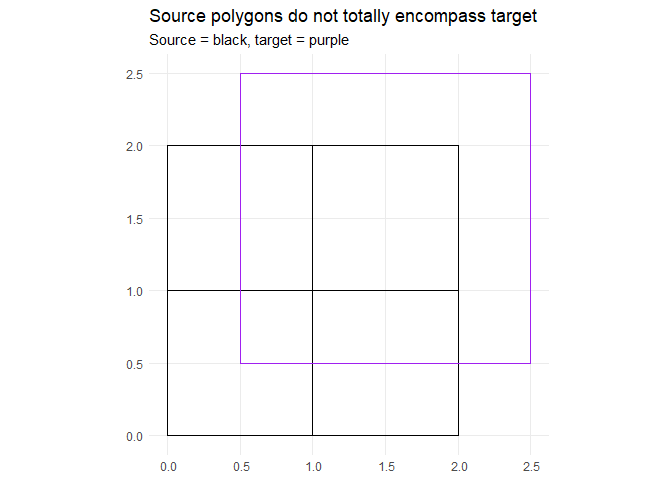 Source polygons do not totally encompass target
Source = black, target = purple
2.5
2.0
1.5
1.0
0.5
0.0
0.0 0.5 1.0 1.5 2.0 2.5